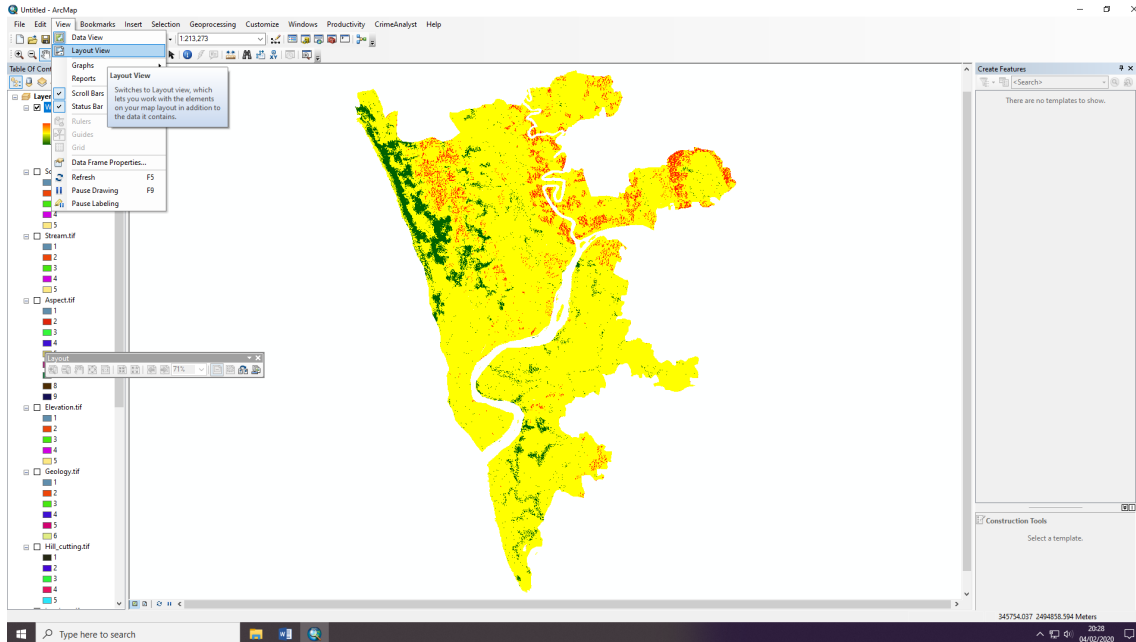 Untitled - ArcMap
File Edit View Bookmarks Insert Selection Geoprocessing Customize Windows Productivity CrimeAnalyst Help
Data View
1:213,273
Layout View
Table Of Cont
Graphs
Reports
Scroll Bars
Status Bar
Rulers
Guides
Grid
Data Frame Properties...
Refresh F5
Pause Drawing F9
Pause Labeling
Layout View
Switches to Layout view, which
lets you work with the elements
on your map layout in addition to
the data it contains.
Layer
4
5
Stream.tif
1
2
3
4
5
Aspect.tif
1
2
3
4
Layout
71%
8
9
Elevation.tif
1
2
3
4
5
Geology.tif
1
2
3
4
5
6
Hill_cutting.tif
1
2
3
4
5
Create Features
<Search>
There are no templates to show.
Construction Tools
Select a template.
345754.037 2494858.594 Meters
Type here to search
20:28
04/02/2020